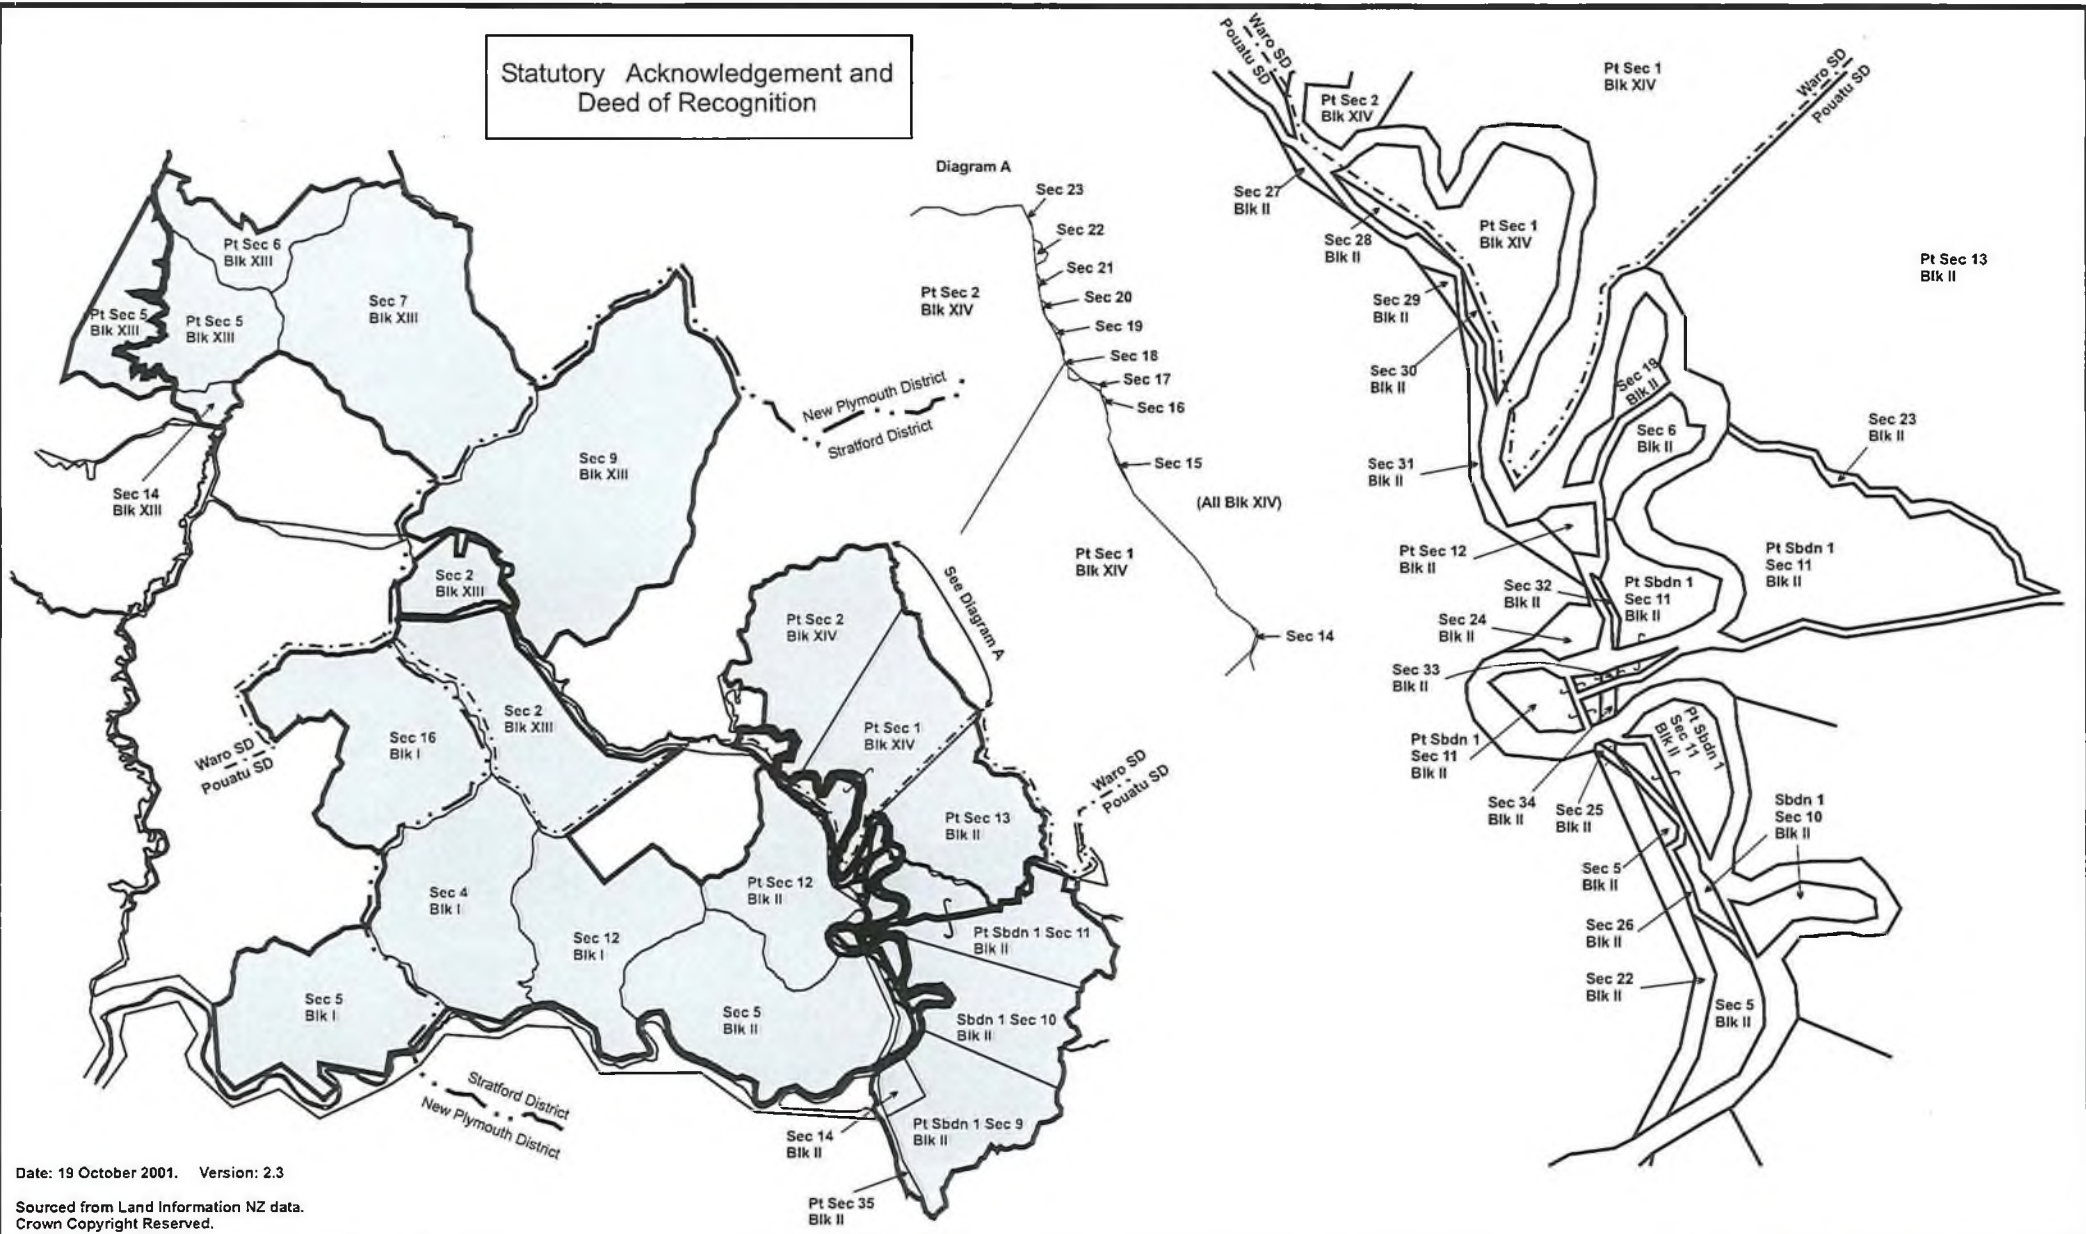 Statutory Acknowledgement and
Deed of Recognition
Pt Sec 6
Blk XIII
Sec 7
Blk XIII
Pt Sec 5
Blk XIII
Pt Sec 5
Blk XIII
Sec 14
Blk XIII
Sec 9
Blk XIII
New Plymouth District
Stratford District
Sec 2
Blk XIII
Sec 2
Blk XIII
Sec 16
Blk I
Waro SD
Pouatu SD
Sec 4
Blk I
Sec 12
Blk I
Sec 5
Blk I
Stratford District
New Plymouth District
Pt Sec 2
Blk XIV
See Diagram A
Pt Sec 1
Blk XIV
Waro SD
Pouatu SD
Pt Sec 13
Blk II
Pt Sec 12
Blk II
Pt Sbdn 1 Sec 11
Blk II
Sec 5
Blk II
Sbdn 1 Sec 10
Blk II
Pt Sbdn 1 Sec 9
Blk II
Sec 14
Blk II
Pt Sec 35
Blk II
Diagram A
Sec 23
Sec 22
Sec 21
Sec 20
Sec 19
Sec 18
Sec 17
Sec 16
Sec 15
Sec 14
Pt Sec 2
Blk XIV
(All Blk XIV)
Pt Sec 1
Blk XIV
Waro SD
Pouatu SD
Pt Sec 2
Blk XIV
Pt Sec 1
Blk XIV
Waro SD
Pouatu SD
Sec 27
Blk II
Sec 28
Blk II
Pt Sec 1
Blk XIV
Pt Sec 13
Blk II
Sec 29
Blk II
Sec 30
Blk II
Sec 19
Blk II
Sec 6
Blk II
Sec 23
Blk II
Sec 31
Blk II
Pt Sec 12
Blk II
Pt Sbdn 1
Sec 11
Blk II
Sec 32
Blk II
Pt Sbdn 1
Sec 11
Blk II
Sec 24
Blk II
Sec 33
Blk II
Pt Sbdn 1
Sec 11
Blk II
Pt Sbdn 1
Sec 11
Blk II
Sec 34
Blk II
Sec 25
Blk II
Sbdn 1
Sec 10
Blk II
Sec 5
Blk II
Sec 26
Blk II
Sec 22
Blk II
Sec 5
Blk II
Date: 19 October 2001. Version: 2.3
Sourced from Land Information NZ data.
Crown Copyright Reserved.